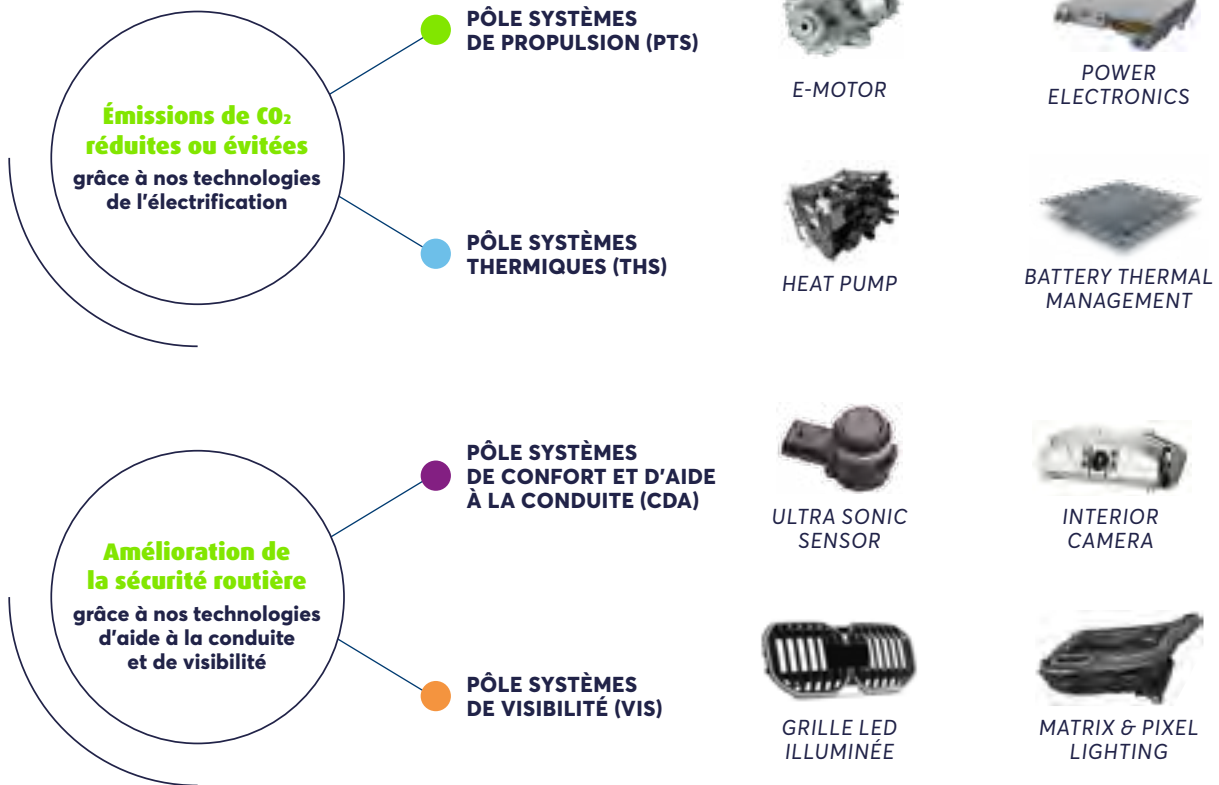 PÔLE SYSTÈMES
DE PROPULSION (PTS)
E-MOTOR
POWER
ELECTRONICS
Émissions de CO₂
réduites ou évitées
grâce à nos technologies
de l'électrification
PÔLE SYSTÈMES
THERMIQUES (THS)
HEAT PUMP
BATTERY THERMAL
MANAGEMENT
PÔLE SYSTÈMES
DE CONFORT ET D'AIDE
À LA CONDUITE (CDA)
ULTRA SONIC
SENSOR
INTERIOR
CAMERA
Amélioration de
la sécurité routière
grâce à nos technologies
d'aide à la conduite
et de visibilité
PÔLE SYSTÈMES
DE VISIBILITÉ (VIS)
GRILLE LED
ILLUMINÉE
MATRIX & PIXEL
LIGHTING